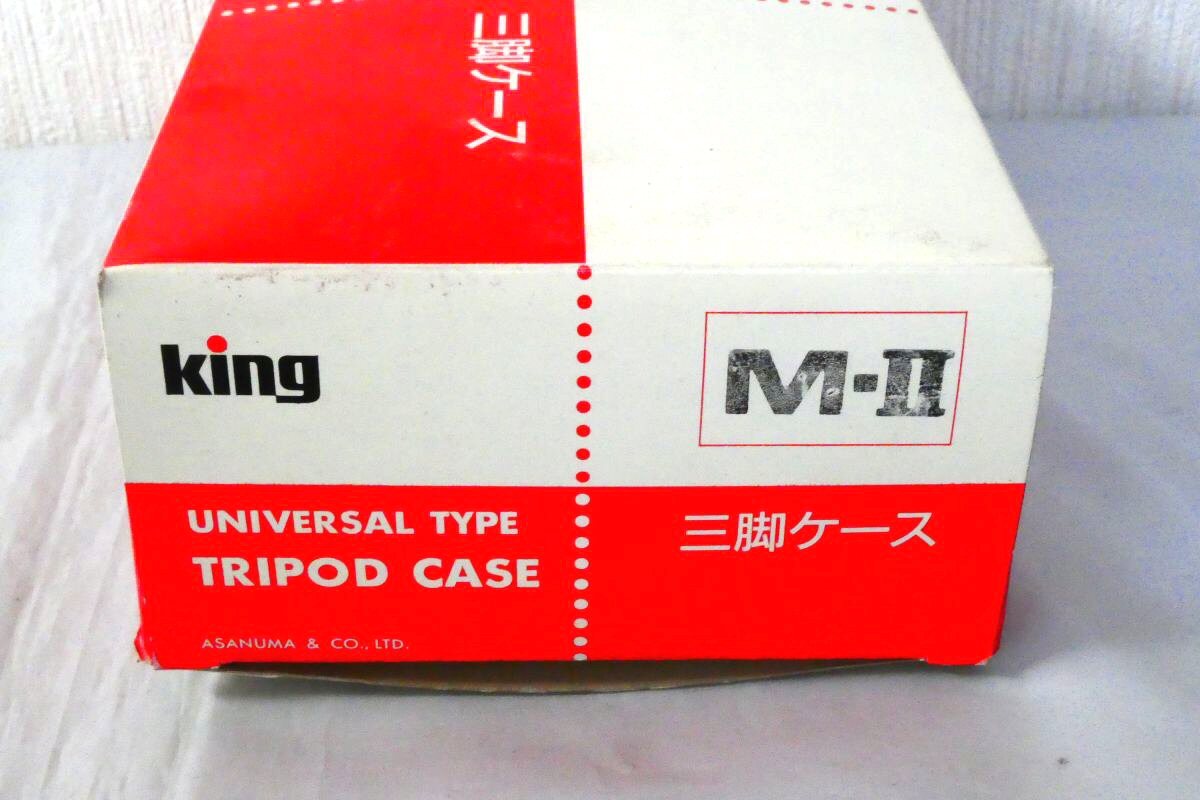 三脚ケース
king
M-II
UNIVERSAL TYPE
TRIPOD CASE
三脚ケース
ASANUMA & CO., LTD.